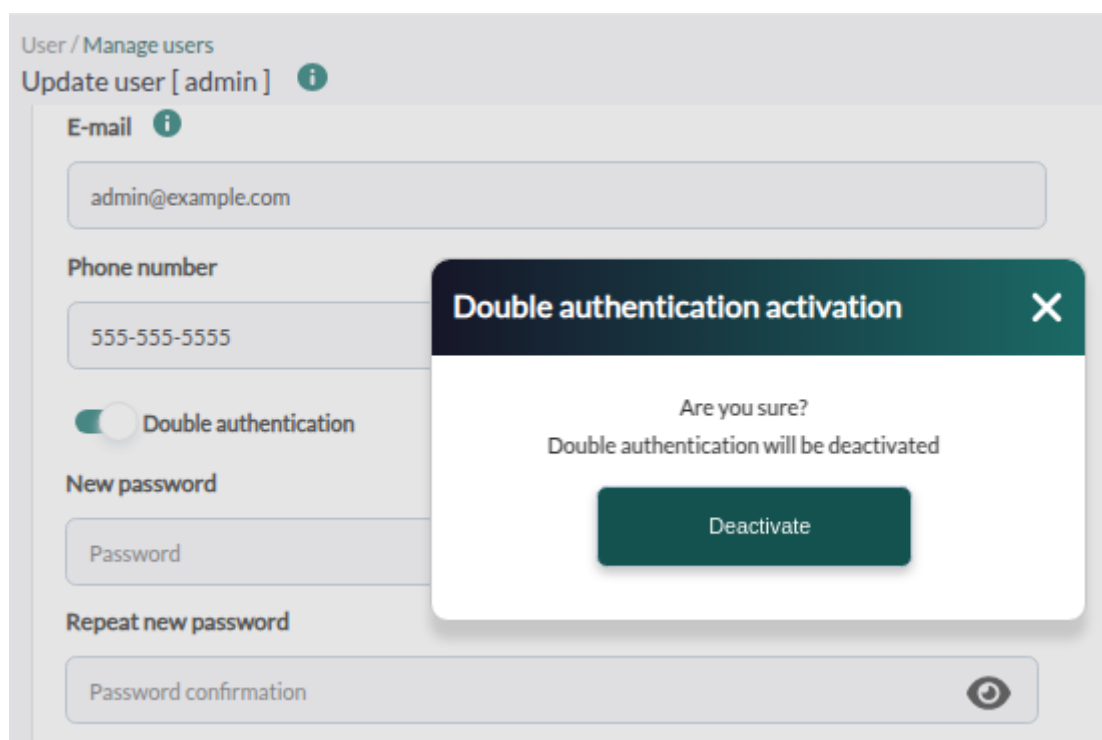 User / Manage users
Update user [ admin ]
E-mail
admin@example.com
Phone number
555-555-5555
Double authentication
New password
Password
Repeat new password
Password confirmation
Double authentication activation
Are you sure?
Double authentication will be deactivated
Deactivate